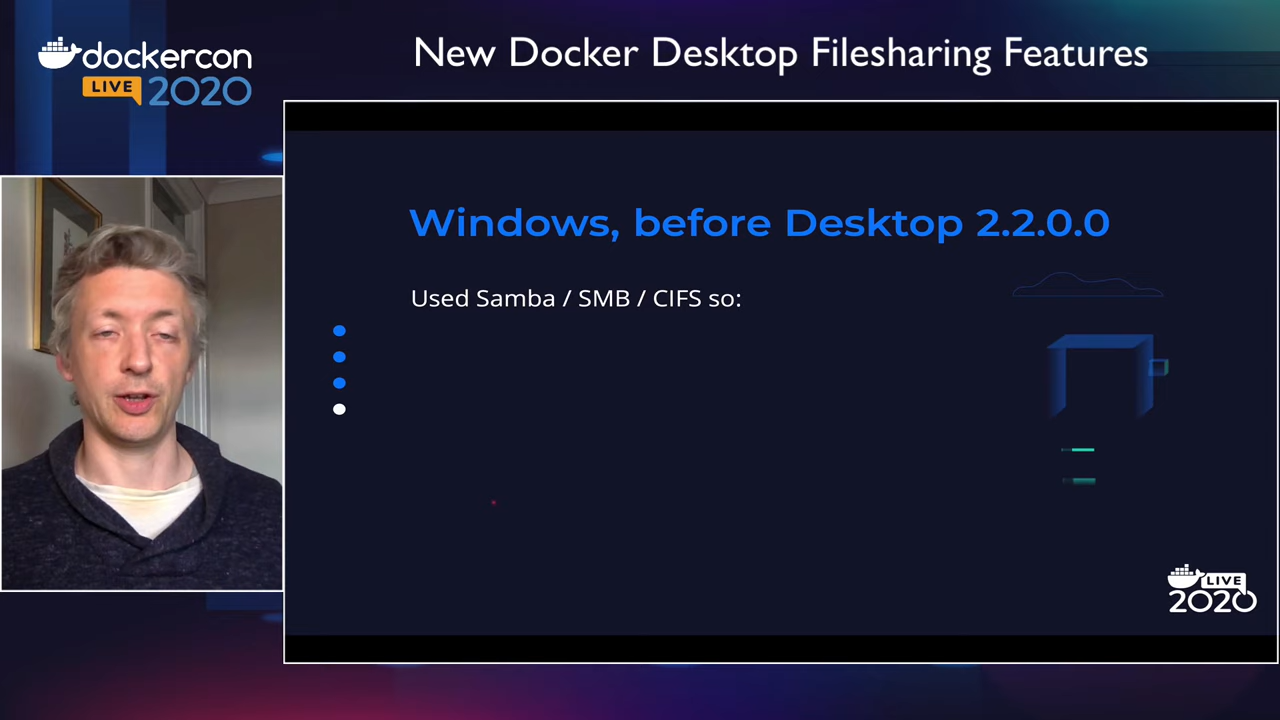 dockercon
LIVE 2020
New Docker Desktop Filesharing Features
Windows, before Desktop 2.2.0.0
Used Samba / SMB / CIFS so:
LIVE
2020